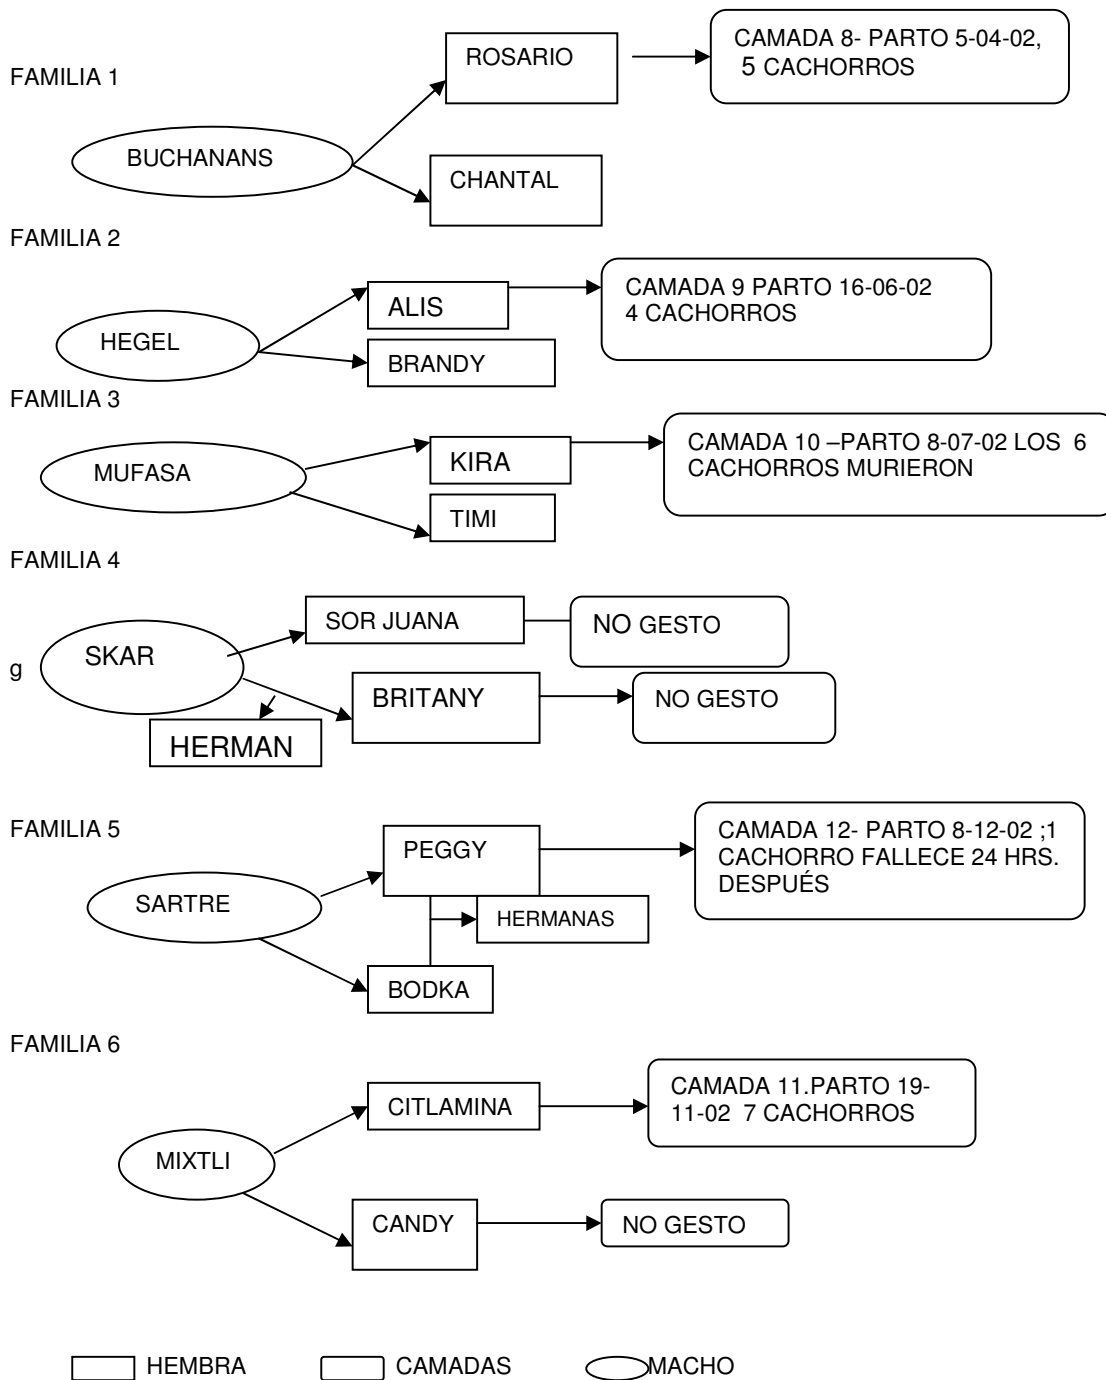 FAMILIA 1
ROSARIO
CAMADA 8- PARTO 5-04-02,
5 CACHORROS
BUCHANANS
CHANTAL
FAMILIA 2
HEGEL
ALIS
CAMADA 9 PARTO 16-06-02
4 CACHORROS
BRANDY
FAMILIA 3
MUFASA
KIRA
CAMADA 10 –PARTO 8-07-02 LOS 6
CACHORROS MURIERON
TIMI
FAMILIA 4
g
SKAR
SOR JUANA
NO GESTO
BRITANY
NO GESTO
HERMAN
FAMILIA 5
SARTRE
PEGGY
CAMADA 12- PARTO 8-12-02 ;1
CACHORRO FALLECE 24 HRS.
DESPUÉS
HERMANAS
BODKA
FAMILIA 6
MIXTLI
CITLAMINA
CAMADA 11.PARTO 19-
11-02 7 CACHORROS
CANDY
NO GESTO
HEMBRA
CAMADAS
MACHO